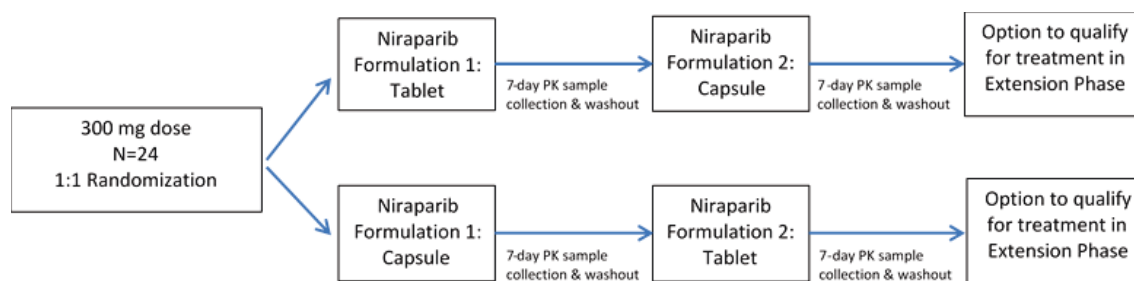 300 mg dose
N=24
1:1 Randomization
Niraparib
Formulation 1:
Tablet
7-day PK sample
collection & washout
Niraparib
Formulation 2:
Capsule
7-day PK sample
collection & washout
Option to qualify
for treatment in
Extension Phase
Niraparib
Formulation 1:
Capsule
7-day PK sample
collection & washout
Niraparib
Formulation 2:
Tablet
7-day PK sample
collection & washout
Option to qualify
for treatment in
Extension Phase